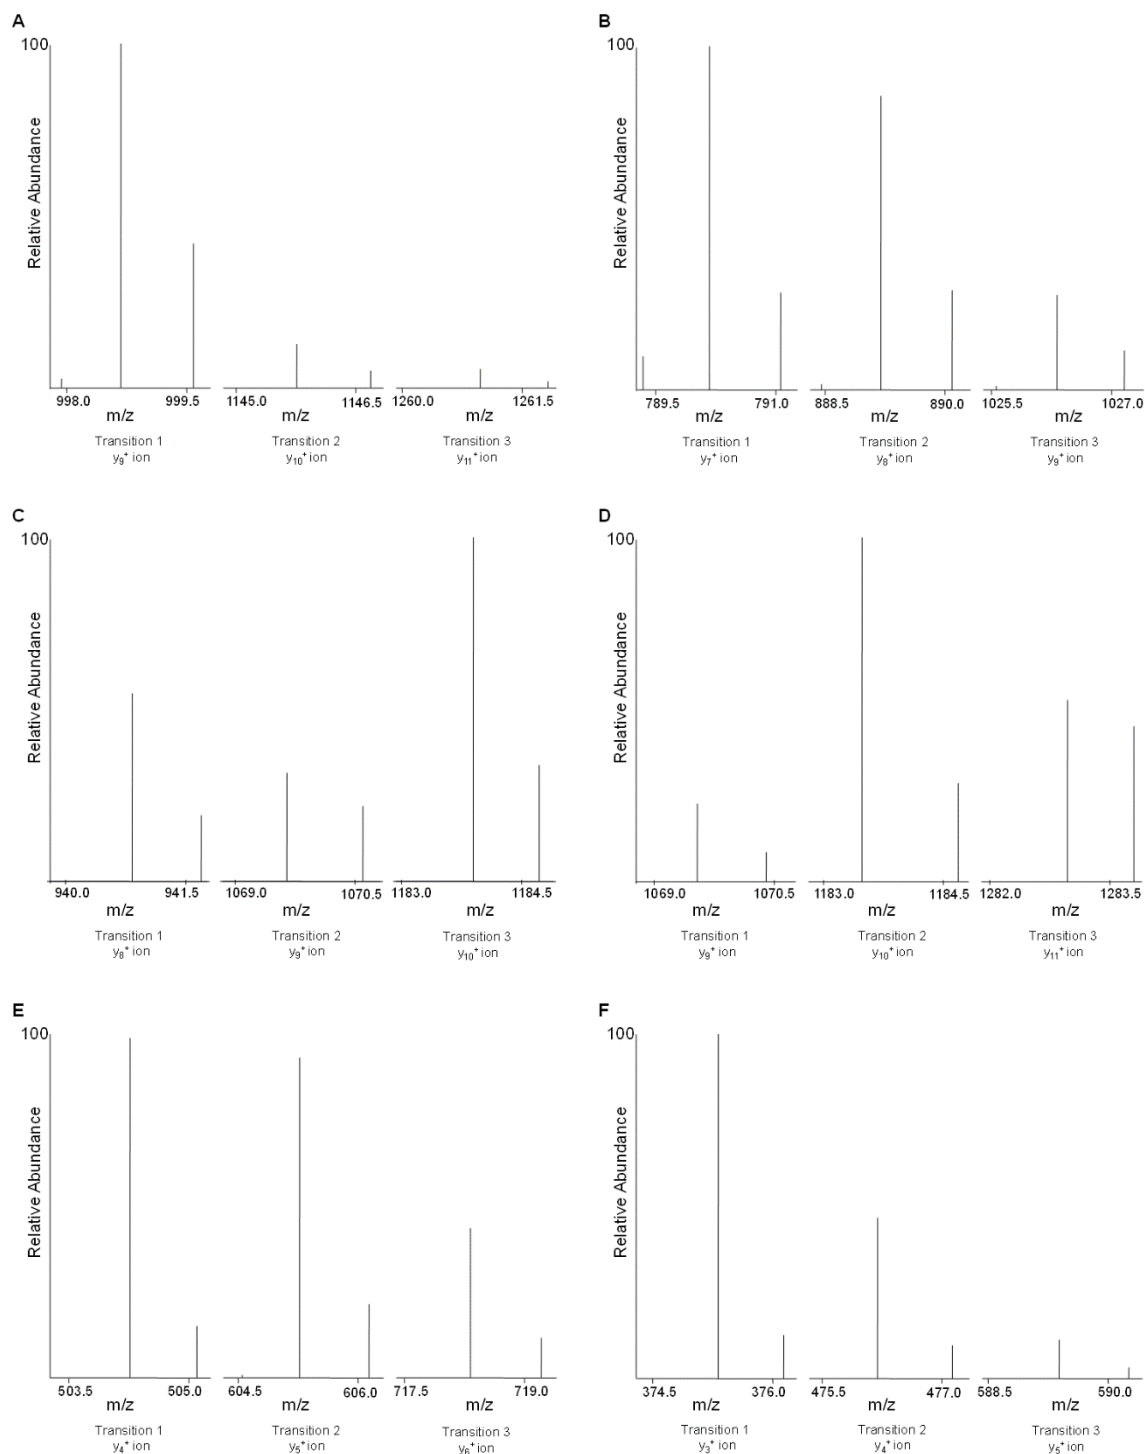 A
100
Relative Abundance
998.0 999.5 1145.0 1146.5 1260.0 1261.5
m/z m/z m/z
Transition 1 Transition 2 Transition 3
y9+ ion y10+ ion y11+ ion
B
100
Relative Abundance
789.5 791.0 888.5 890.0 1025.5 1027.0
m/z m/z m/z
Transition 1 Transition 2 Transition 3
y7+ ion y8+ ion y9+ ion
C
100
Relative Abundance
940.0 941.5 1069.0 1070.5 1183.0 1184.5
m/z m/z m/z
Transition 1 Transition 2 Transition 3
y8+ ion y9+ ion y10+ ion
D
100
Relative Abundance
1069.0 1070.5 1183.0 1184.5 1282.0 1283.5
m/z m/z m/z
Transition 1 Transition 2 Transition 3
y9+ ion y10+ ion y11+ ion
E
100
Relative Abundance
503.5 505.0 604.5 606.0 717.5 719.0
m/z m/z m/z
Transition 1 Transition 2 Transition 3
y4+ ion y5+ ion y6+ ion
F
100
Relative Abundance
374.5 376.0 475.5 477.0 588.5 590.0
m/z m/z m/z
Transition 1 Transition 2 Transition 3
y3+ ion y4+ ion y5+ ion